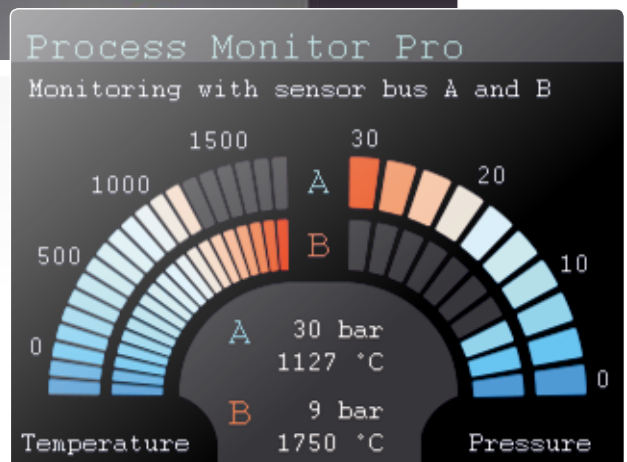 Process Monitor Pro
Monitoring with sensor bus A and B
1500
30
1000
A
20
500
B
10
0
A 30 bar
1127 °C
0
B 9 bar
Temperature
1750 °C
Pressure